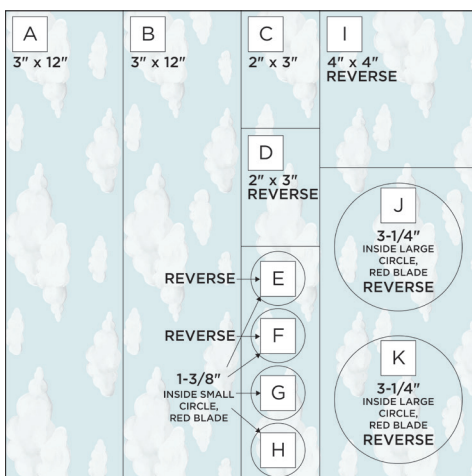 A
3" x 12"
B
3" x 12"
C
2" x 3"
D
2" x 3"
REVERSE
I
4" x 4"
REVERSE
REVERSE
E
REVERSE
F
1-3/8"
INSIDE SMALL
CIRCLE,
RED BLADE
G
H
J
3-1/4"
INSIDE LARGE
CIRCLE,
RED BLADE
REVERSE
K
3-1/4"
INSIDE LARGE
CIRCLE,
RED BLADE
REVERSE